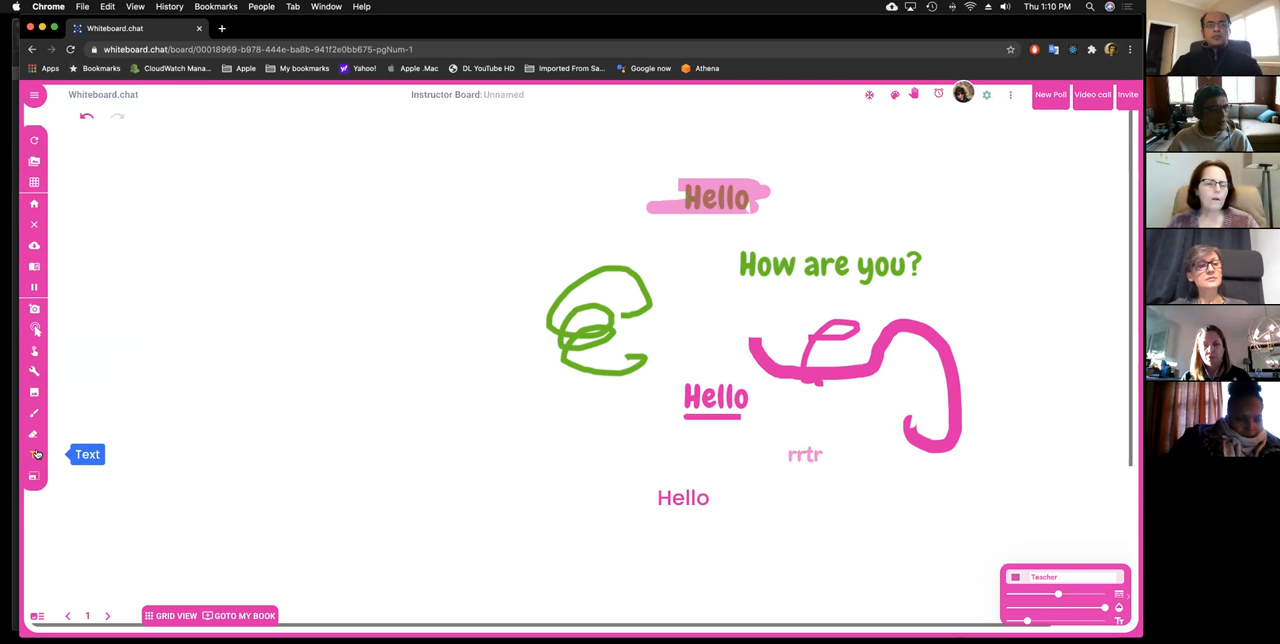 Chrome File Edit View History Bookmarks People Tab Window Help Thu 1:10 PM
Whiteboard.chat
whiteboard.chat/board/00018969-b978-444e-ba8b-941f2e0bb675-pgNum-1
Apps Bookmarks CloudWatch Mana... Apple My bookmarks Yahoo! Apple .Mac DL YouTube HD Imported From Sa... Google now Athena
Whiteboard.chat Instructor Board: Unnamed New Poll Video call Invite
Hello
How are you?
Hello
rrtr
Text
Hello
Teacher
1 GRID VIEW GOTO MY BOOK
Tт